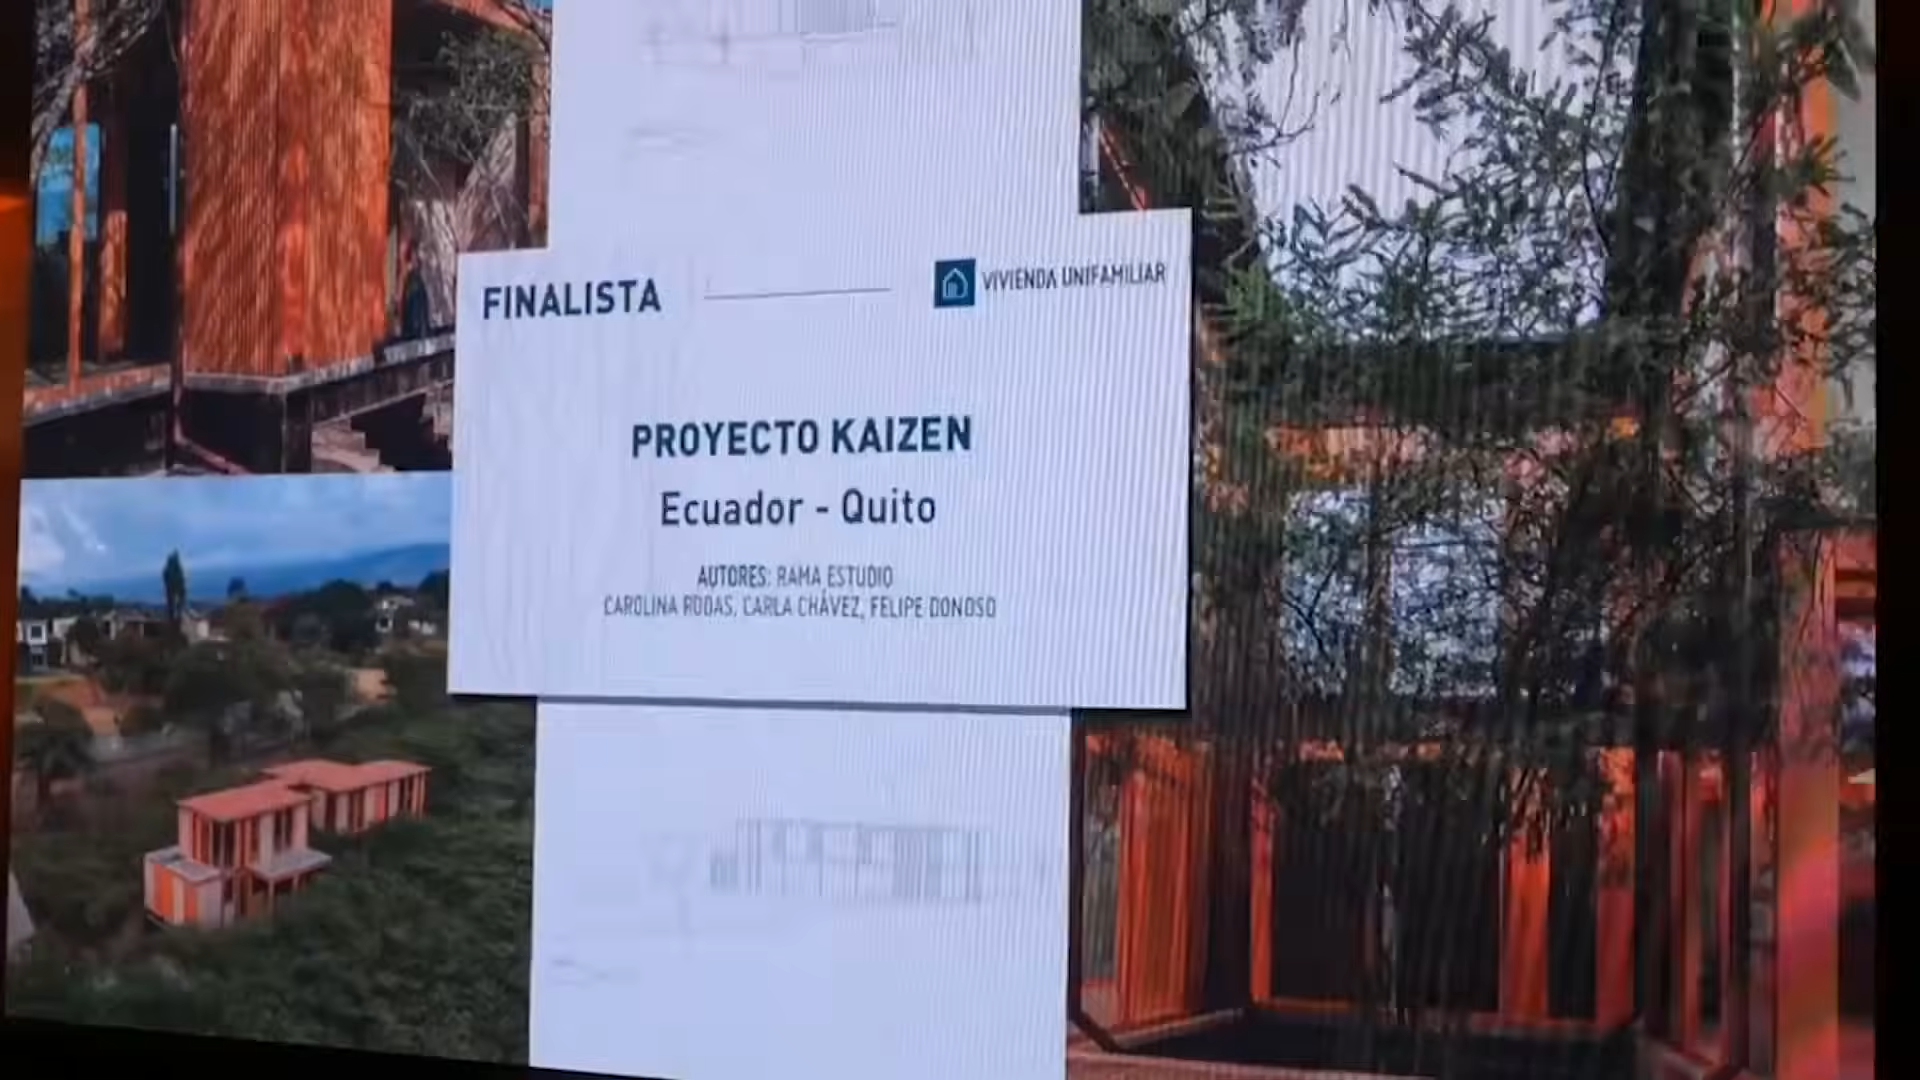 FINALISTA
VIVIENDA UNIFAMILIAR
PROYECTO KAIZEN
Ecuador - Quito
AUTORES: RAMA ESTUDIO
CAROLINA RODAS, CARLA CHÁVEZ, FELIPE DONOSO